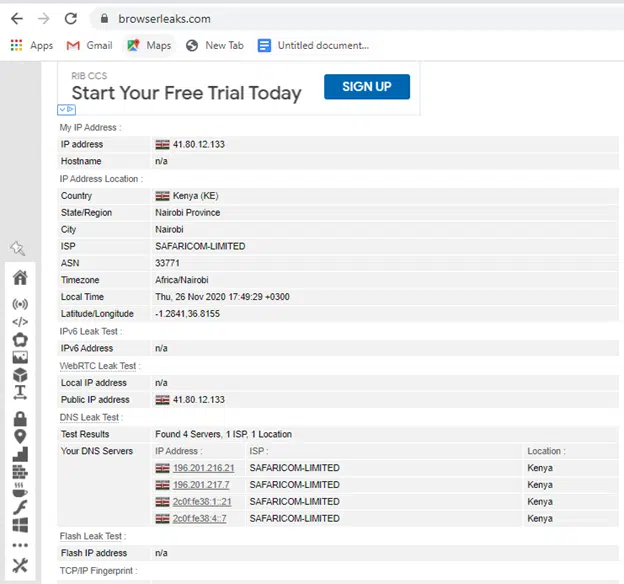 browserleaks.com
Apps Gmail Maps New Tab Untitled document...
RIB CCS
Start Your Free Trial Today SIGN UP
My IP Address :
IP address 41.80.12.133
Hostname n/a
IP Address Location :
Country Kenya (KE)
State/Region Nairobi Province
City Nairobi
ISP SAFARICOM-LIMITED
ASN 33771
Timezone Africa/Nairobi
Local Time Thu, 26 Nov 2020 17:49:29 +0300
Latitude/Longitude -1.2841,36.8155
IPv6 Leak Test :
IPv6 Address n/a
WebRTC Leak Test :
Local IP address n/a
Public IP address 41.80.12.133
DNS Leak Test :
Test Results Found 4 Servers, 1 ISP, 1 Location
Your DNS Servers IP Address : ISP : Location :
196.201.216.21 SAFARICOM-LIMITED Kenya
196.201.217.7 SAFARICOM-LIMITED Kenya
2c0f:fe38:1::21 SAFARICOM-LIMITED Kenya
2c0f:fe38:4::7 SAFARICOM-LIMITED Kenya
Flash Leak Test :
Flash IP address n/a
TCP/IP Fingerprint :